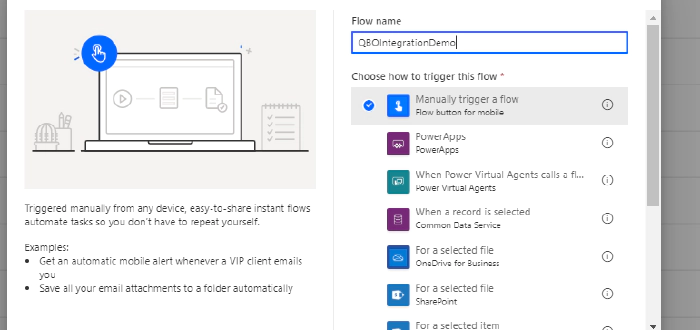 Flow name
QBOIntegrationDemo
Choose how to trigger this flow *
Manually trigger a flow
Flow button for mobile
PowerApps
PowerApps
When Power Virtual Agents calls a fl...
Power Virtual Agents
When a record is selected
Common Data Service
For a selected file
OneDrive for Business
For a selected file
SharePoint
For a selected item
Triggered manually from any device, easy-to-share instant flows
automate tasks so you don't have to repeat yourself.
Examples:
• Get an automatic mobile alert whenever a VIP client emails
you
• Save all your email attachments to a folder automatically